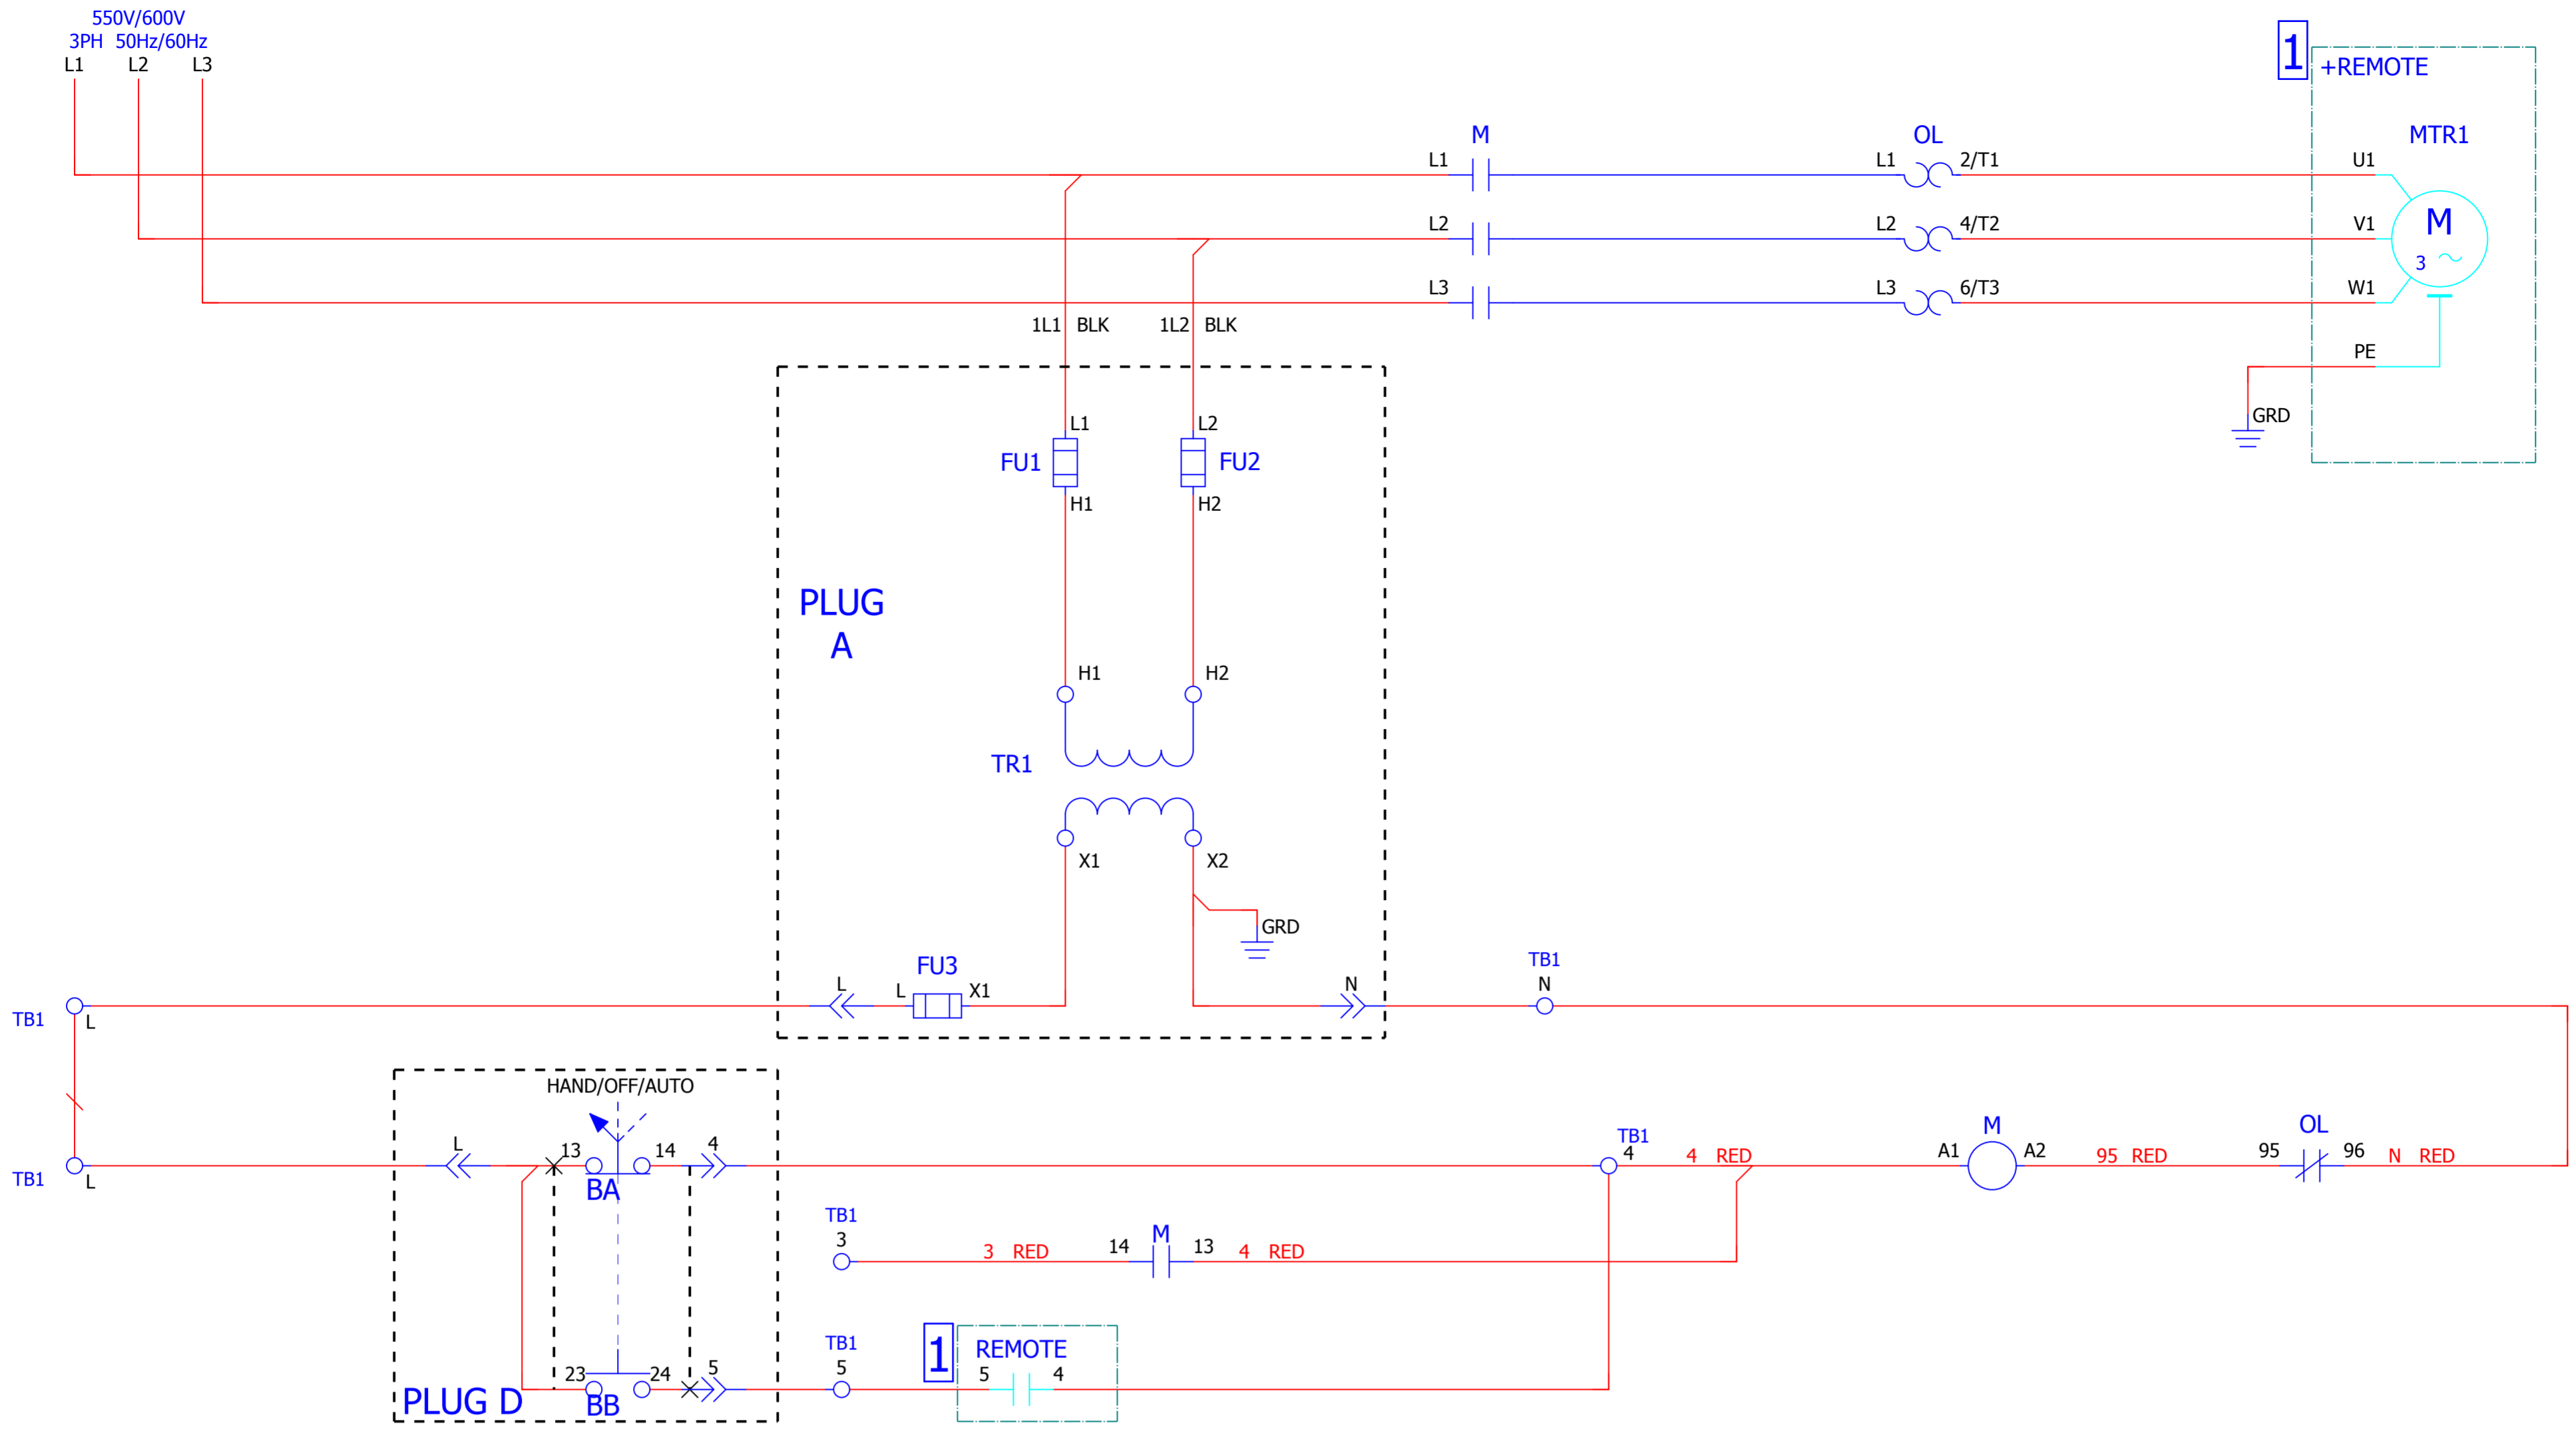 550V/600V
3PH 50Hz/60Hz
L1 L2 L3
1 +REMOTE
M OL MTR1
L1 L1 2/T1 U1
L2 L2 4/T2 V1
M
3
L3 L3 6/T3 W1
1L1 BLK 1L2 BLK
PE
GRD
L1 L2
FU1 FU2
H1 H2
PLUG
A
H1 H2
TR1
X1 X2
GRD
FU3
TB1
L L X1 N N
TB1 L
HAND/OFF/AUTO
L 13 14 4
TB1
4
4 RED
M
A1 A2
95 RED
OL
95 96
N RED
TB1 L
BA
TB1
3
3 RED
M
14 13
4 RED
TB1
5
1
REMOTE
5 4
23 24 5
PLUG D
BB